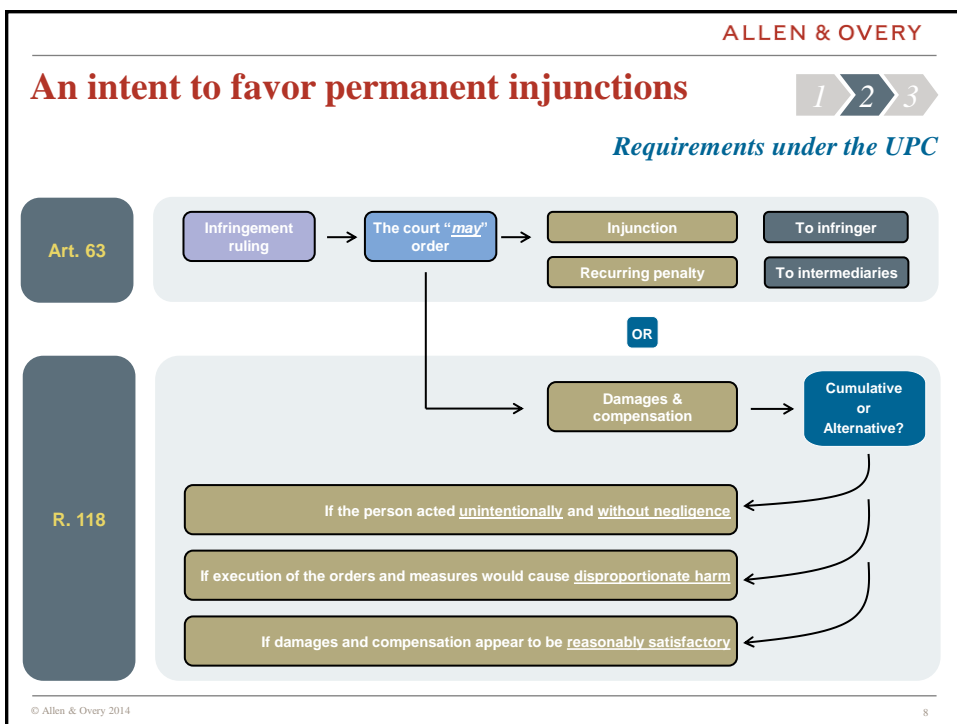 ALLEN & OVERY
An intent to favor permanent injunctions
1 2 3
Requirements under the UPC
Art. 63
Infringement
ruling
The court “may”
order
Injunction
Recurring penalty
To infringer
To intermediaries
OR
R. 118
Damages &
compensation
Cumulative
or
Alternative?
If the person acted unintentionally and without negligence
If execution of the orders and measures would cause disproportionate harm
If damages and compensation appear to be reasonably satisfactory
© Allen & Overy 2014
8